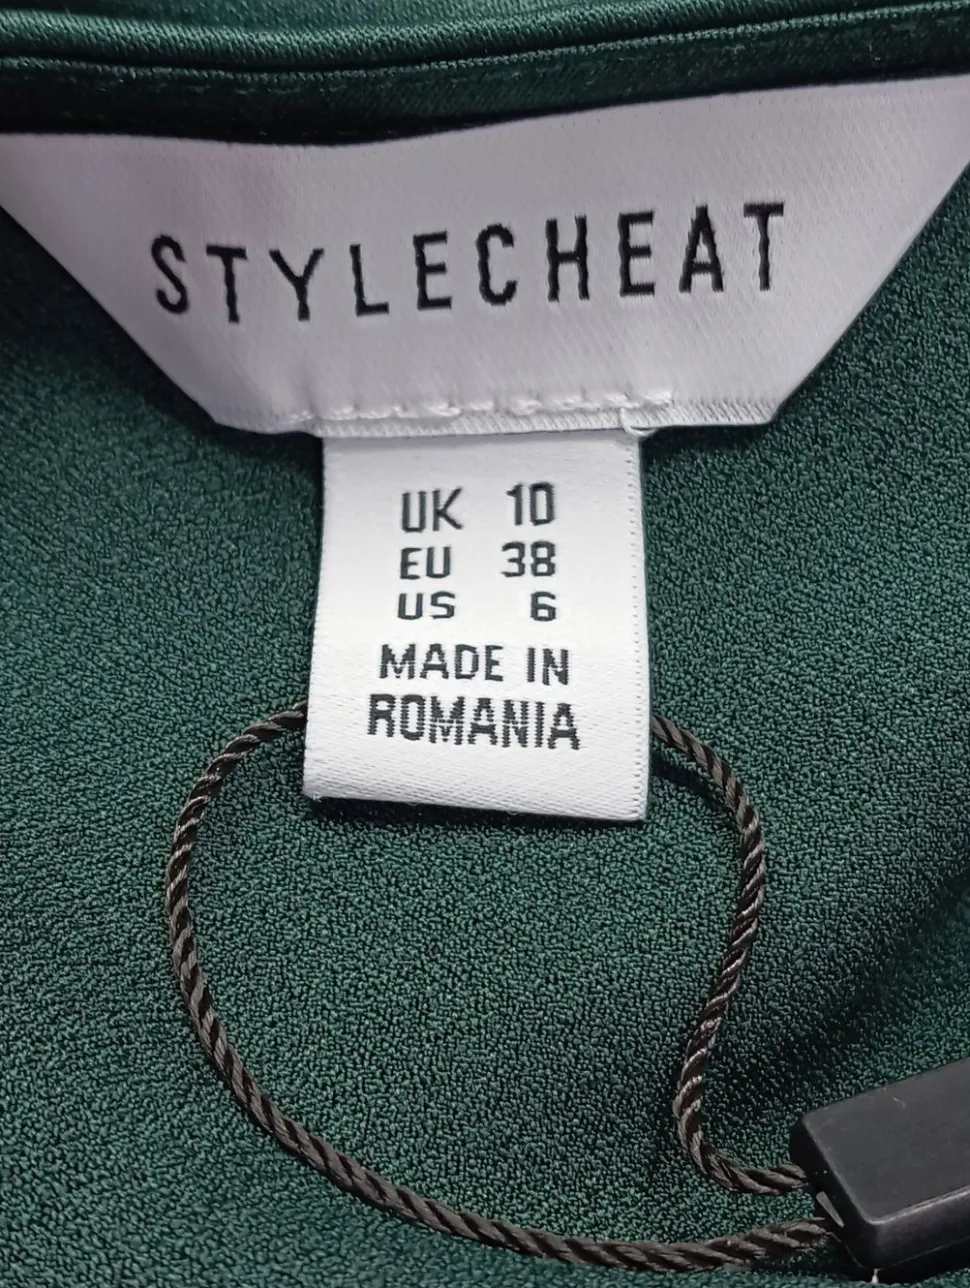 STYLECHEAT
UK 10
EU 38
US 6
MADE IN
ROMANIA